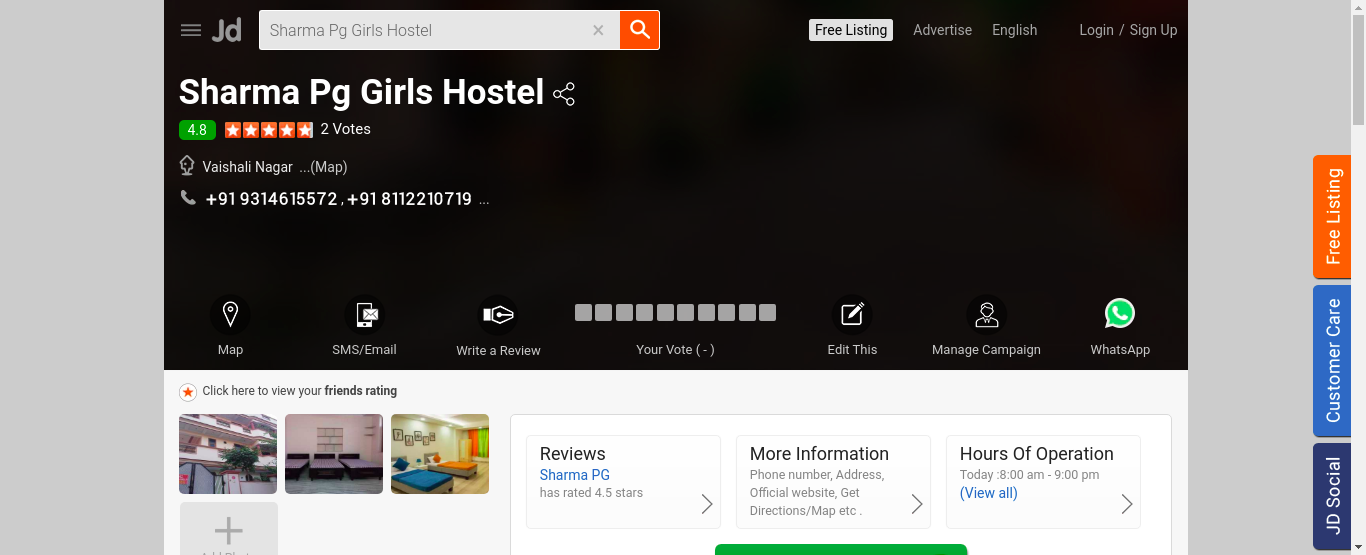 Jd
Sharma Pg Girls Hostel
Free Listing
Advertise
English
Login / Sign Up
Sharma Pg Girls Hostel
4.8
2 Votes
Vaishali Nagar ...(Map)
+91 9314615572 , +91 8112210719 ...
Map
SMS/Email
Write a Review
Your Vote ( - )
Edit This
Manage Campaign
WhatsApp
Click here to view your friends rating
Reviews
Sharma PG
has rated 4.5 stars
More Information
Phone number, Address,
Official website, Get
Directions/Map etc .
Hours Of Operation
Today :8:00 am - 9:00 pm
(View all)
Free Listing
Customer Care
JD Social